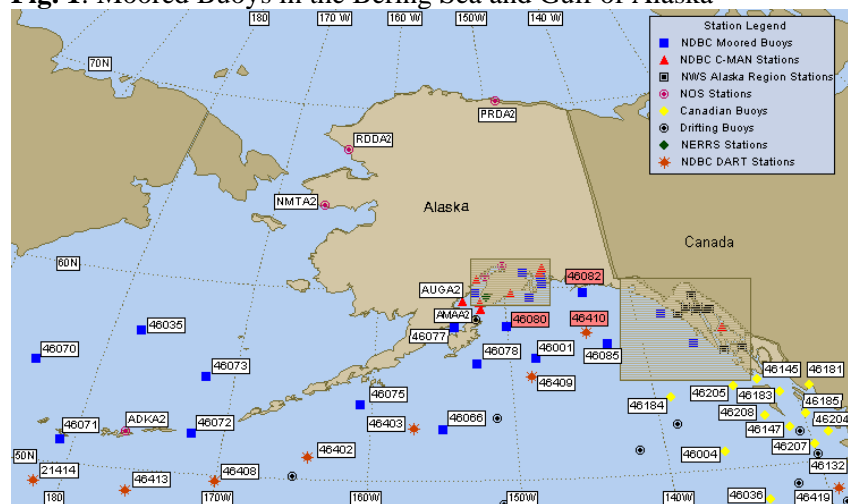 Fig. 1. Moored Buoys in the Bering Sea and Gulf of Alaska
180
170 W
160 W
150W
140 W
Station Legend
NDBC Moored Buoys
NDBC C-MAN Stations
NWS Alaska Region Stations
NOS Stations
Canadian Buoys
Drifting Buoys
NERRS Stations
NDBC DART Stations
70N
PRDA2
RDDA2
NMTA2
Alaska
Canada
60N
46082
AUGA2
AMAA2
46080
46410
46035
46077
46070
46078
46001
46085
46073
46145
46181
46409
46205
46183
46075
46184
46185
46208
46071
ADKA2
46072
46403
46066
46147
46204
50N
46402
46004
46207
21414
46413
46408
46132
180
170W
160 W
150W
140 W
46036
46419